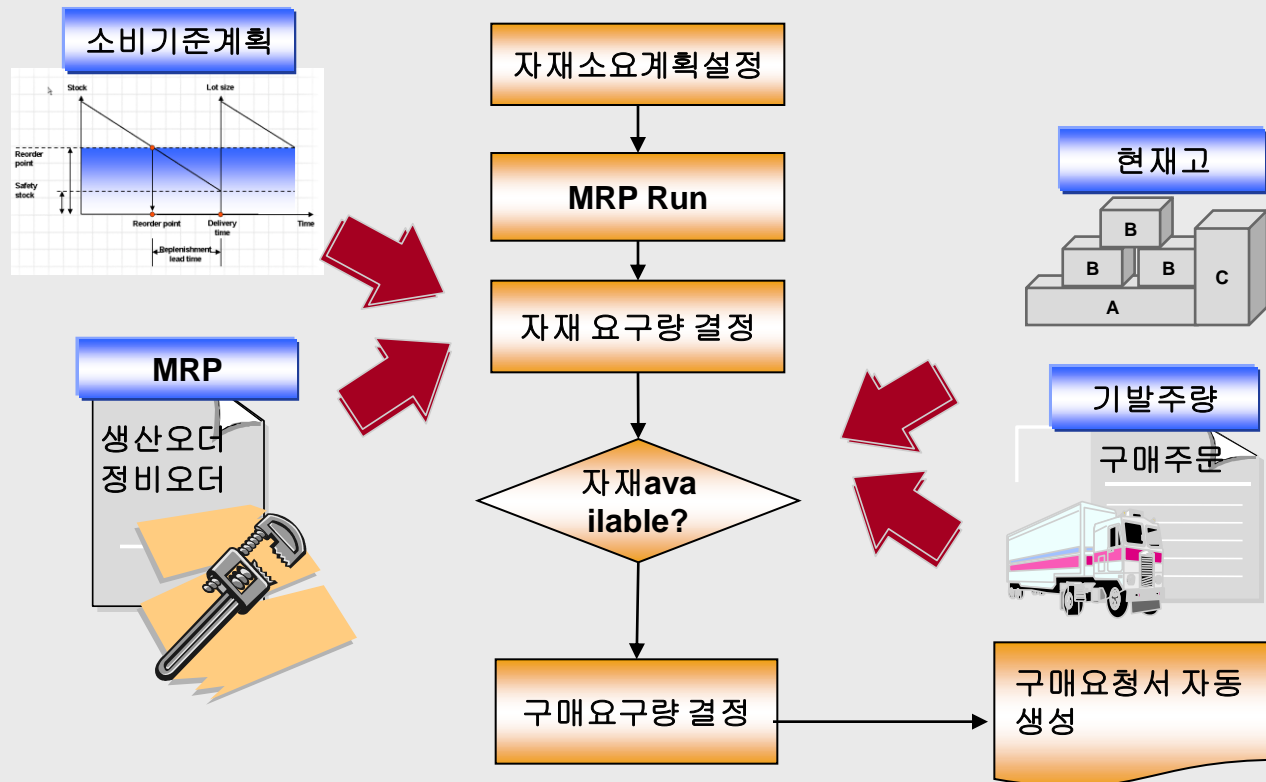 소비기준계획
Stock
Lot size
Reorder
point
Safety
stock
Reorder point
Delivery
time
Time
Replenishment
lead time
MRP
생산오더
정비오더
자재소요계획설정
MRP Run
자재 요구량 결정
자재ava
ilable?
구매요구량 결정
현재고
B
B
B
C
A
기발주량
구매주문
구매요청서 자동
생성